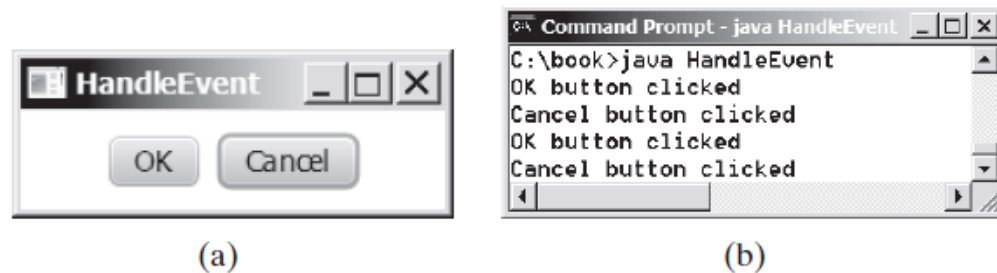 HandleEvent
OK Cancel
(a)
Command Prompt - java HandleEvent
C:\book>java HandleEvent
OK button clicked
Cancel button clicked
OK button clicked
Cancel button clicked
(b)